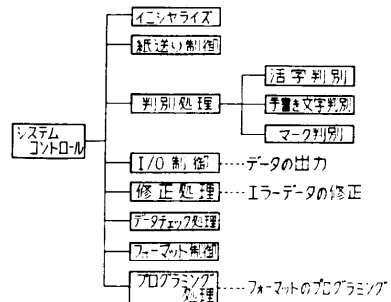 イニシャライズ
紙送り制御
判別処理
活字判別
手書き文字判別
マーク判別
システム
コントロール
I/O制御
データの出力
修正処理
エラーデータの修正
データチェック処理
フォーマット制御
プログラミング
処理
フォーマットのプログラミング